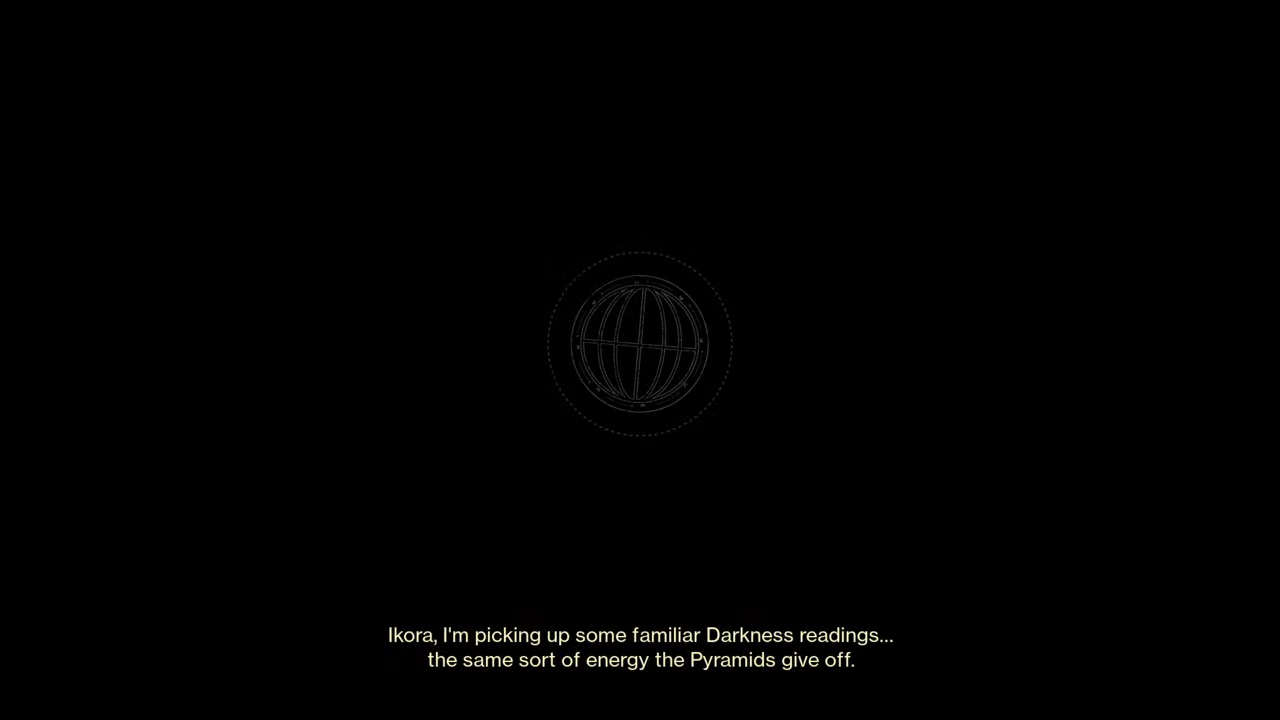 Ikora, I'm picking up some familiar Darkness readings...
the same sort of energy the Pyramids give off.